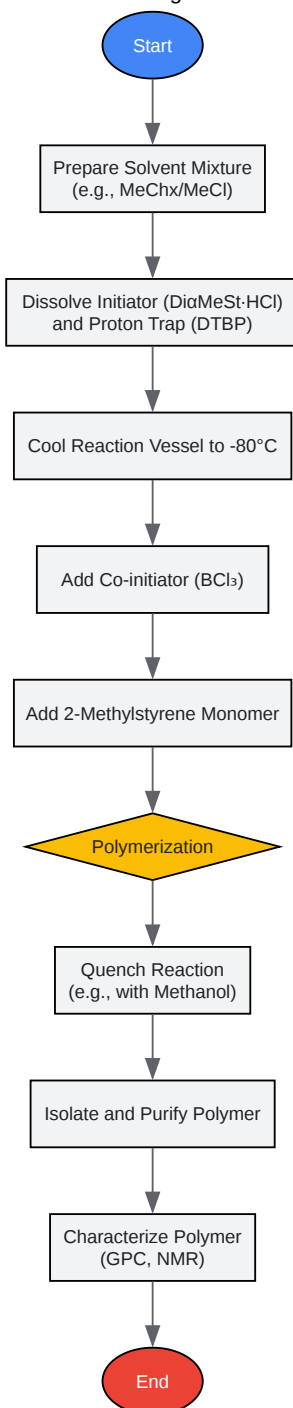 Start
Prepare Solvent Mixture
(e.g., MeChx/MeCl)
Dissolve Initiator (DiαMeSt·HCl)
and Proton Trap (DTBP)
Cool Reaction Vessel to -80°C
Add Co-initiator (BCl₃)
Add 2-Methylstyrene Monomer
Polymerization
Quench Reaction
(e.g., with Methanol)
Isolate and Purify Polymer
Characterize Polymer
(GPC, NMR)
End